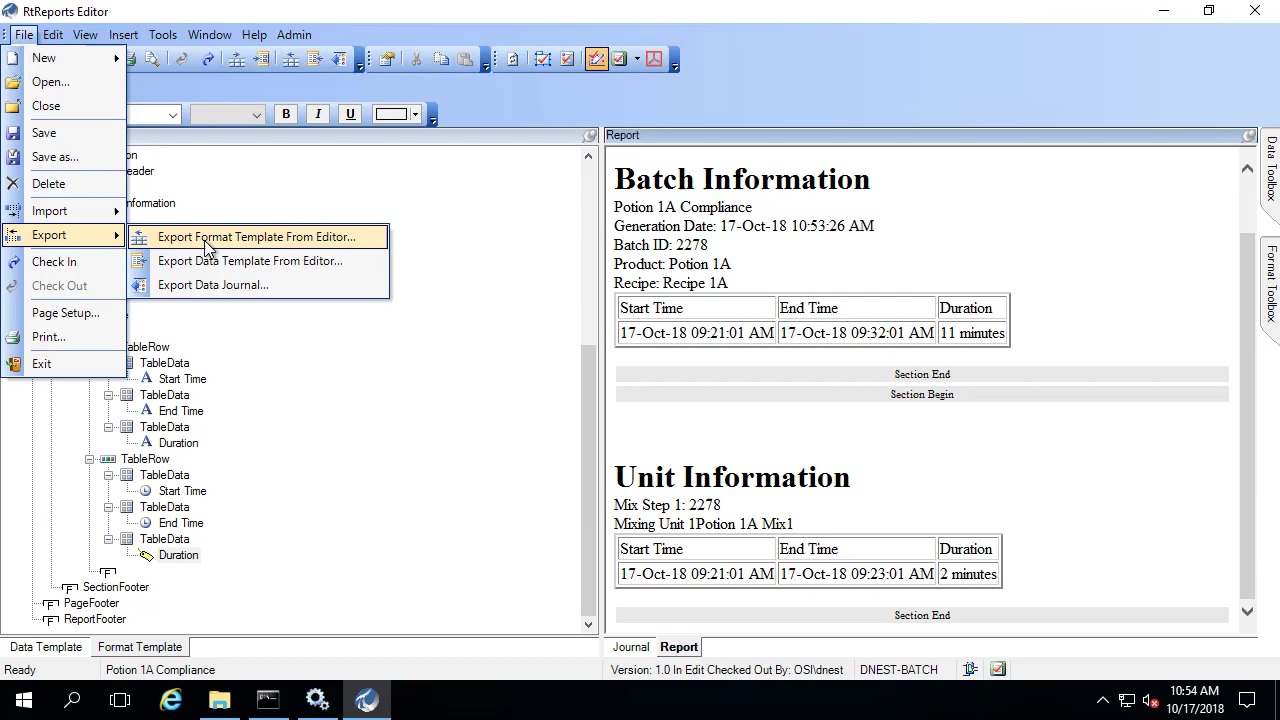 RtReports Editor
File Edit View Insert Tools Window Help Admin
New
Open...
Close
Save
Save as...
Delete
Import
Export
Check In
Check Out
Page Setup...
Print...
Exit
Export Format Template From Editor...
Export Data Template From Editor...
Export Data Journal...
B I U
TableRow
TableData
Start Time
TableData
End Time
TableData
Duration
TableRow
TableData
Start Time
TableData
End Time
TableData
Duration
SectionFooter
PageFooter
ReportFooter
Data Template Format Template
Report
Batch Information
Potion 1A Compliance
Generation Date: 17-Oct-18 10:53:26 AM
Batch ID: 2278
Product: Potion 1A
Recipe: Recipe 1A
Start Time End Time Duration
17-Oct-18 09:21:01 AM 17-Oct-18 09:32:01 AM 11 minutes
Section End
Section Begin
Unit Information
Mix Step 1: 2278
Mixing Unit 1Potion 1A Mix1
Start Time End Time Duration
17-Oct-18 09:21:01 AM 17-Oct-18 09:23:01 AM 2 minutes
Section End
Journal Report
Data Toolbox
Format Toolbox
Ready Potion 1A Compliance Version: 1.0 In Edit Checked Out By: OSI\dnest DNEST-BATCH
10:54 AM
10/17/2018